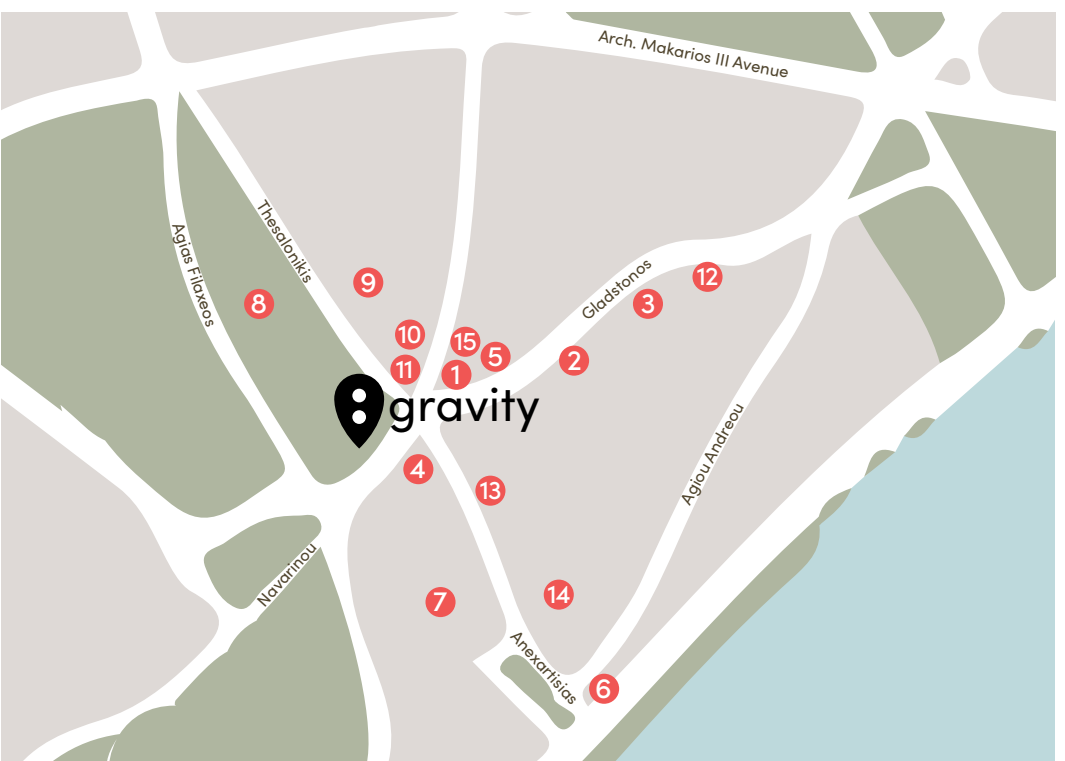 Arch. Makarios III Avenue
Thesalonikis
Agias Filaxeos
Gladstonos
9
12
8
3
10
15
5
2
11
1
gravity
Agiou Andreou
4
13
Navarinou
14
7
Anexartisias
6